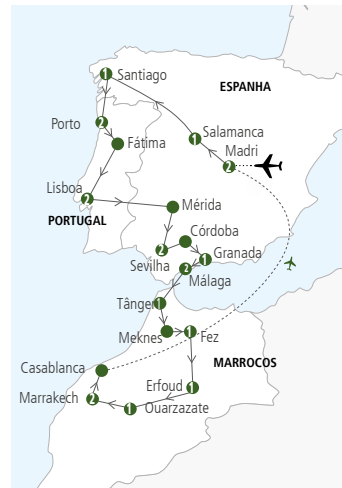 1 Santiago
ESPANHA
Porto 2
Fátima
1 Salamanca
Madri
2
Lisboa
2
PORTUGAL
Mérida
Córdoba
2
Sevilha
1 Granada
2 Málaga
Tânger 1
Meknes 1 Fez
MARROCOS
Casablanca
Erfoud 1
Marrakech 2
1 Ouarzazate